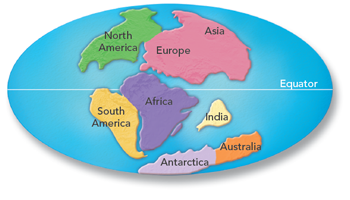 North
America
Europe
Asia
Equator
South
America
Africa
India
Antarctica
Australia